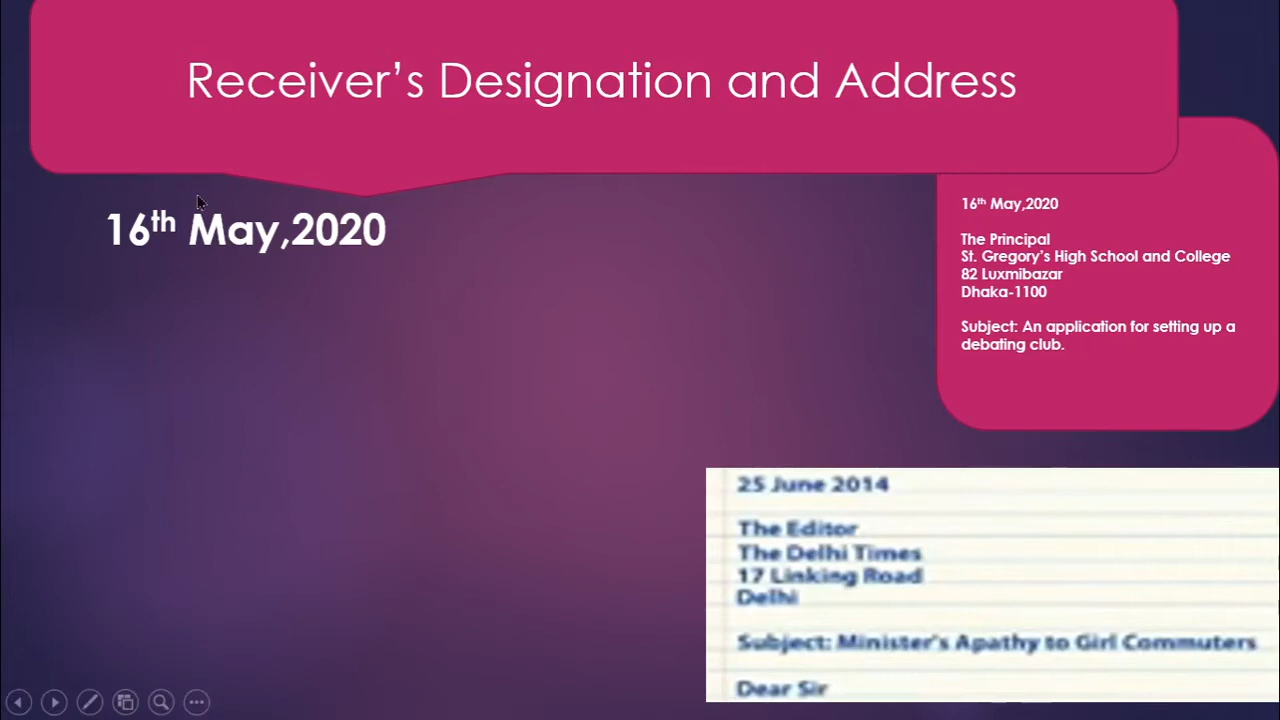 Receiver’s Designation and Address
16th May,2020
16th May,2020
The Principal
St. Gregory’s High School and College
82 Luxmibazar
Dhaka-1100
Subject: An application for setting up a
debating club.
25 June 2014
The Editor
The Delhi Times
17 Linking Road
Delhi
Subject: Minister's Apathy to Girl Commuters
Dear Sir